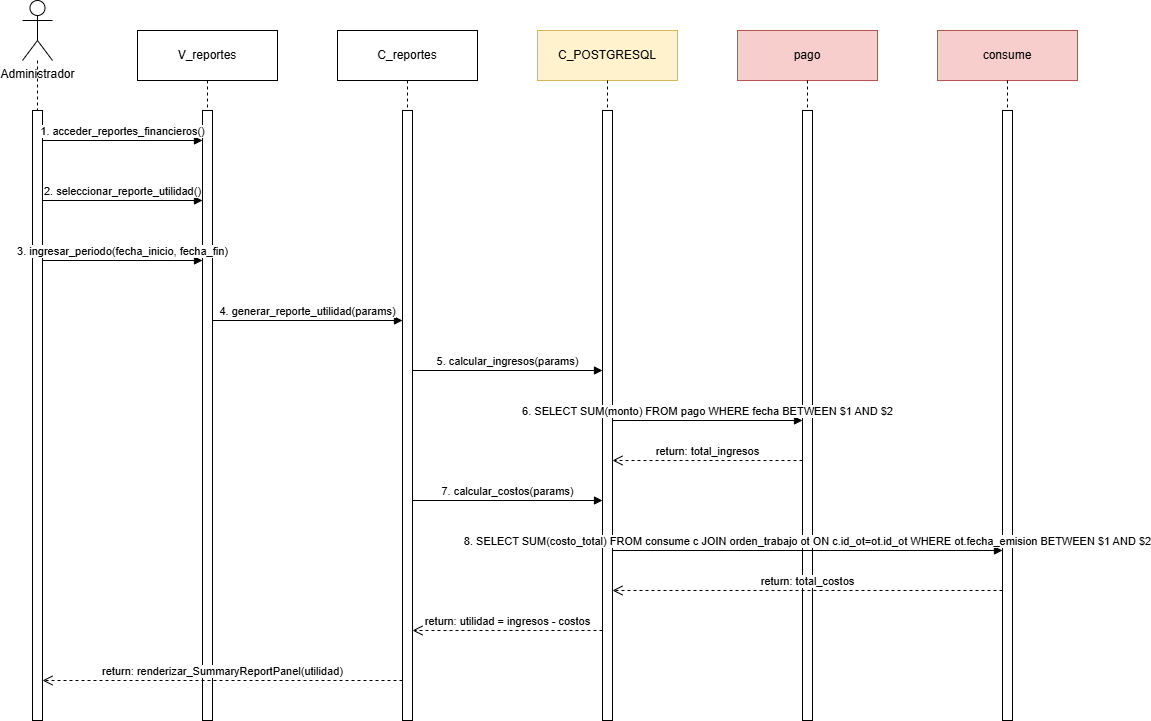 Administrador
V_reportes
C_reportes
C_POSTGRESQL
pago
consume
1. acceder_reportes_financieros()
2. seleccionar_reporte_utilidad()
3. ingresar_periodo(fecha_inicio, fecha_fin)
4. generar_reporte_utilidad(params)
5. calcular_ingresos(params)
6. SELECT SUM(monto) FROM pago WHERE fecha BETWEEN $1 AND $2
return: total_ingresos
7. calcular_costos(params)
8. SELECT SUM(costo_total) FROM consume c JOIN orden_trabajo ot ON c.id_ot=ot.id_ot WHERE ot.fecha_emision BETWEEN $1 AND $2
return: total_costos
return: utilidad = ingresos - costos
return: renderizar_SummaryReportPanel(utilidad)